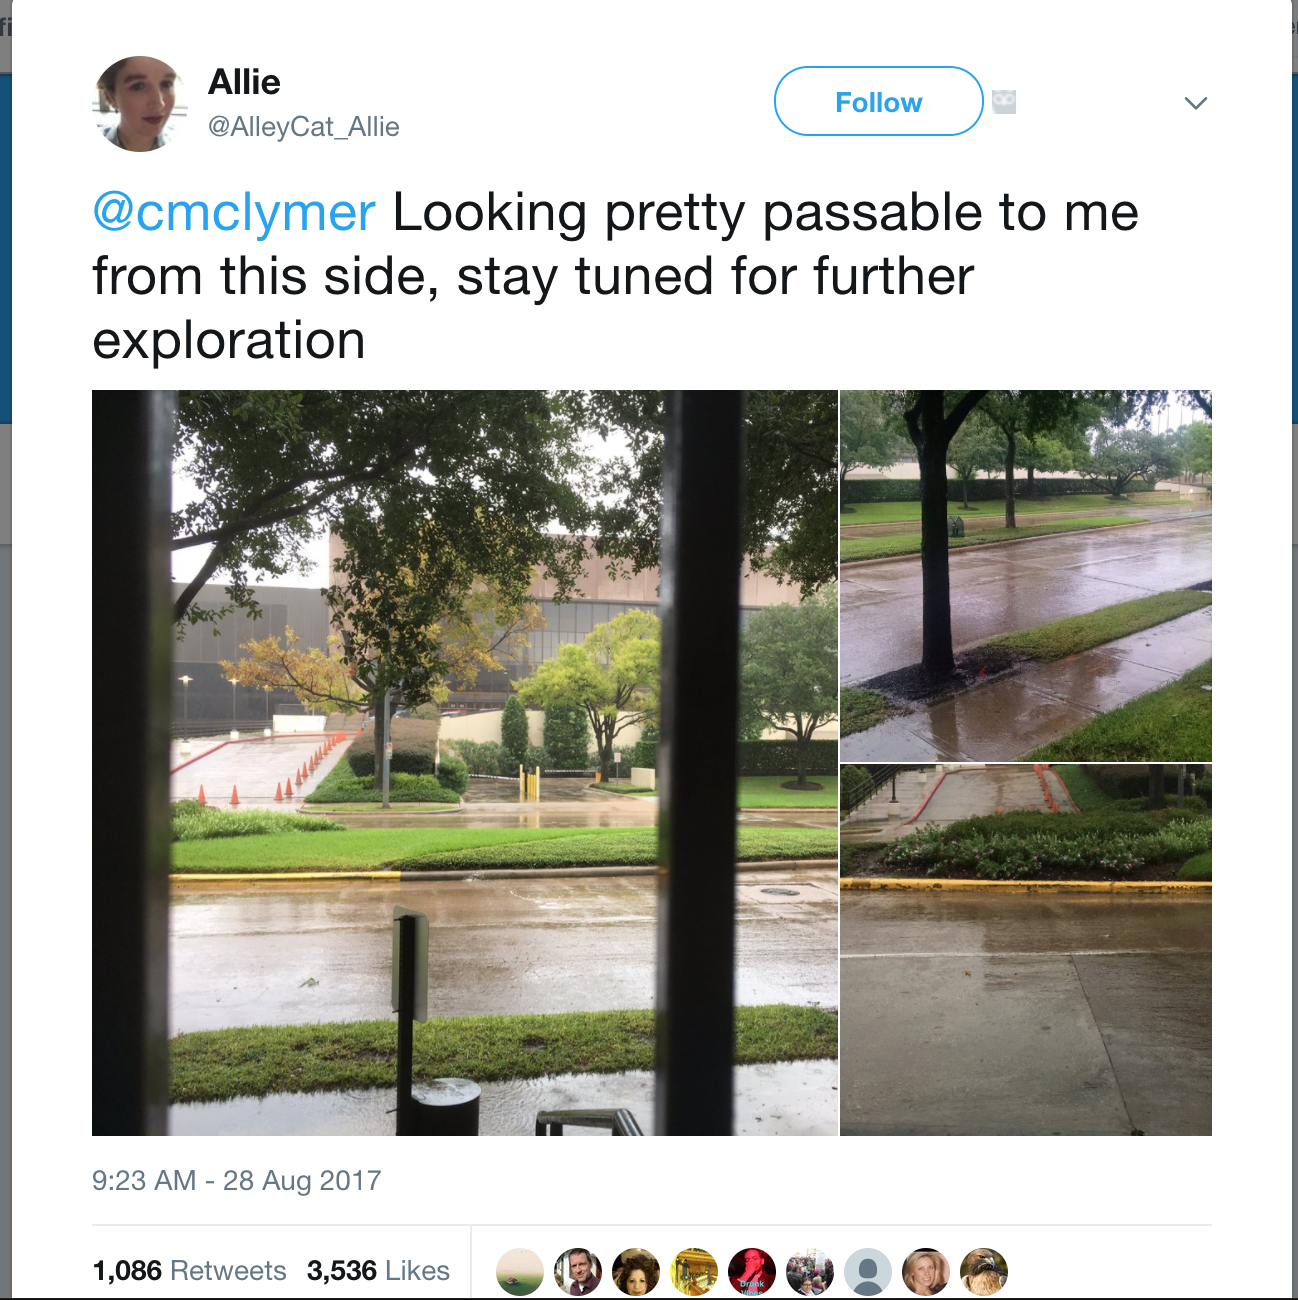 Allie
@AlleyCat_Allie
Follow
@cmclymer Looking pretty passable to me
from this side, stay tuned for further
exploration
9:23 AM - 28 Aug 2017
1,086 Retweets 3,536 Likes
Drunk